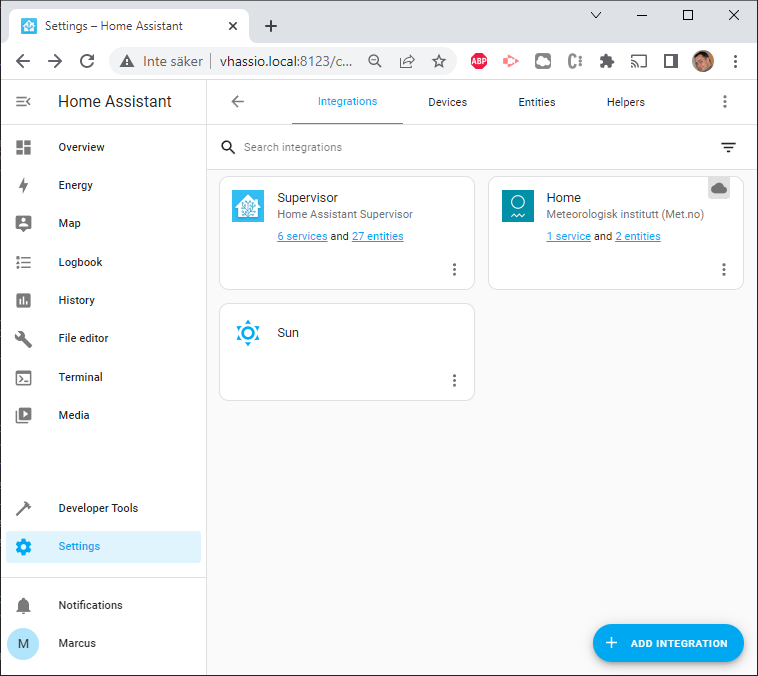 Settings – Home Assistant
Inte säker | vhassio.local:8123/c...
ABP
Home Assistant
Integrations Devices Entities Helpers
Search integrations
Overview
Energy
Map
Logbook
History
File editor
Terminal
Media
Developer Tools
Settings
Notifications
M Marcus
Supervisor
Home Assistant Supervisor
6 services and 27 entities
Home
Meteorologisk institutt (Met.no)
1 service and 2 entities
Sun
ADD INTEGRATION